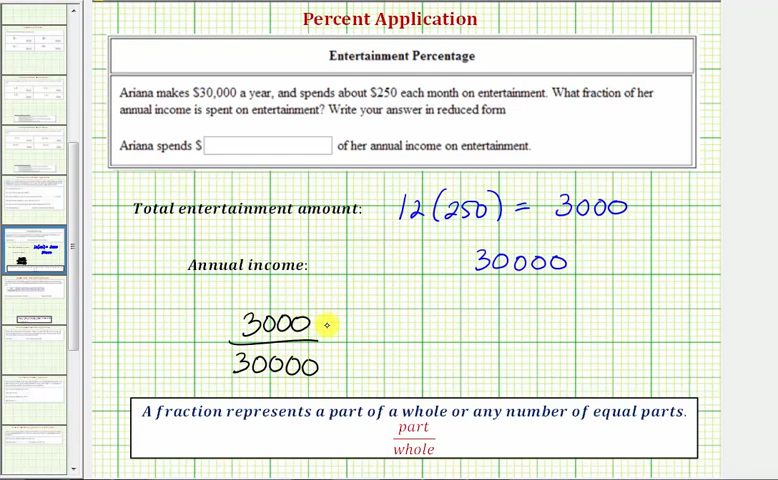 Percent Application
Entertainment Percentage
Ariana makes $30,000 a year, and spends about $250 each month on entertainment. What fraction of her
annual income is spent on entertainment? Write your answer in reduced form
Ariana spends $ of her annual income on entertainment.
Total entertainment amount: 12 (250) = 3000
Annual income: 30000
3000
30000
A fraction represents a part of a whole or any number of equal parts.
part
whole